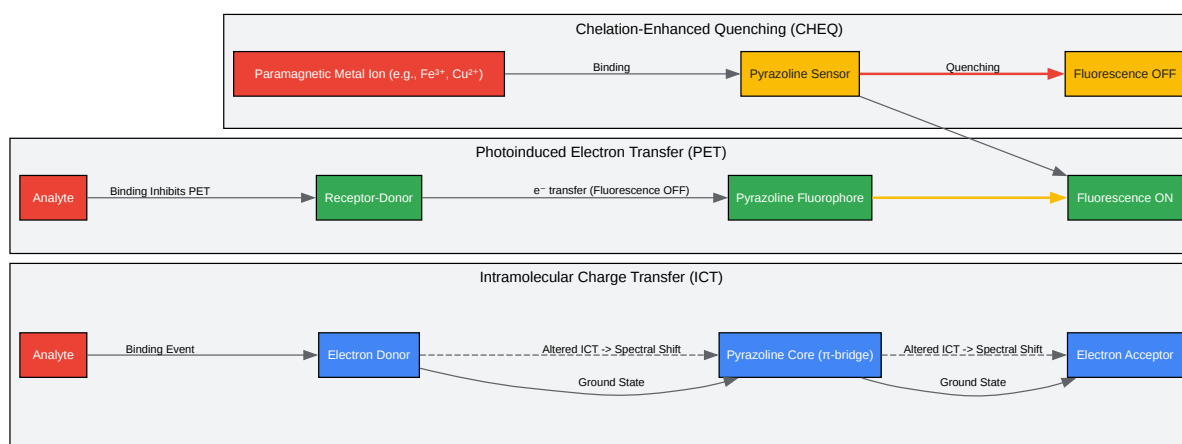 Chelation-Enhanced Quenching (CHEQ)
Paramagnetic Metal Ion (e.g., Fe³⁺, Cu²⁺)
Binding
Pyrazoline Sensor
Quenching
Fluorescence OFF
Photoinduced Electron Transfer (PET)
Analyte
Binding Inhibits PET
Receptor-Donor
e⁻ transfer (Fluorescence OFF)
Pyrazoline Fluorophore
Fluorescence ON
Intramolecular Charge Transfer (ICT)
Analyte
Binding Event
Electron Donor
Altered ICT -> Spectral Shift
Pyrazoline Core (π-bridge)
Altered ICT -> Spectral Shift
Electron Acceptor
Ground State
Ground State